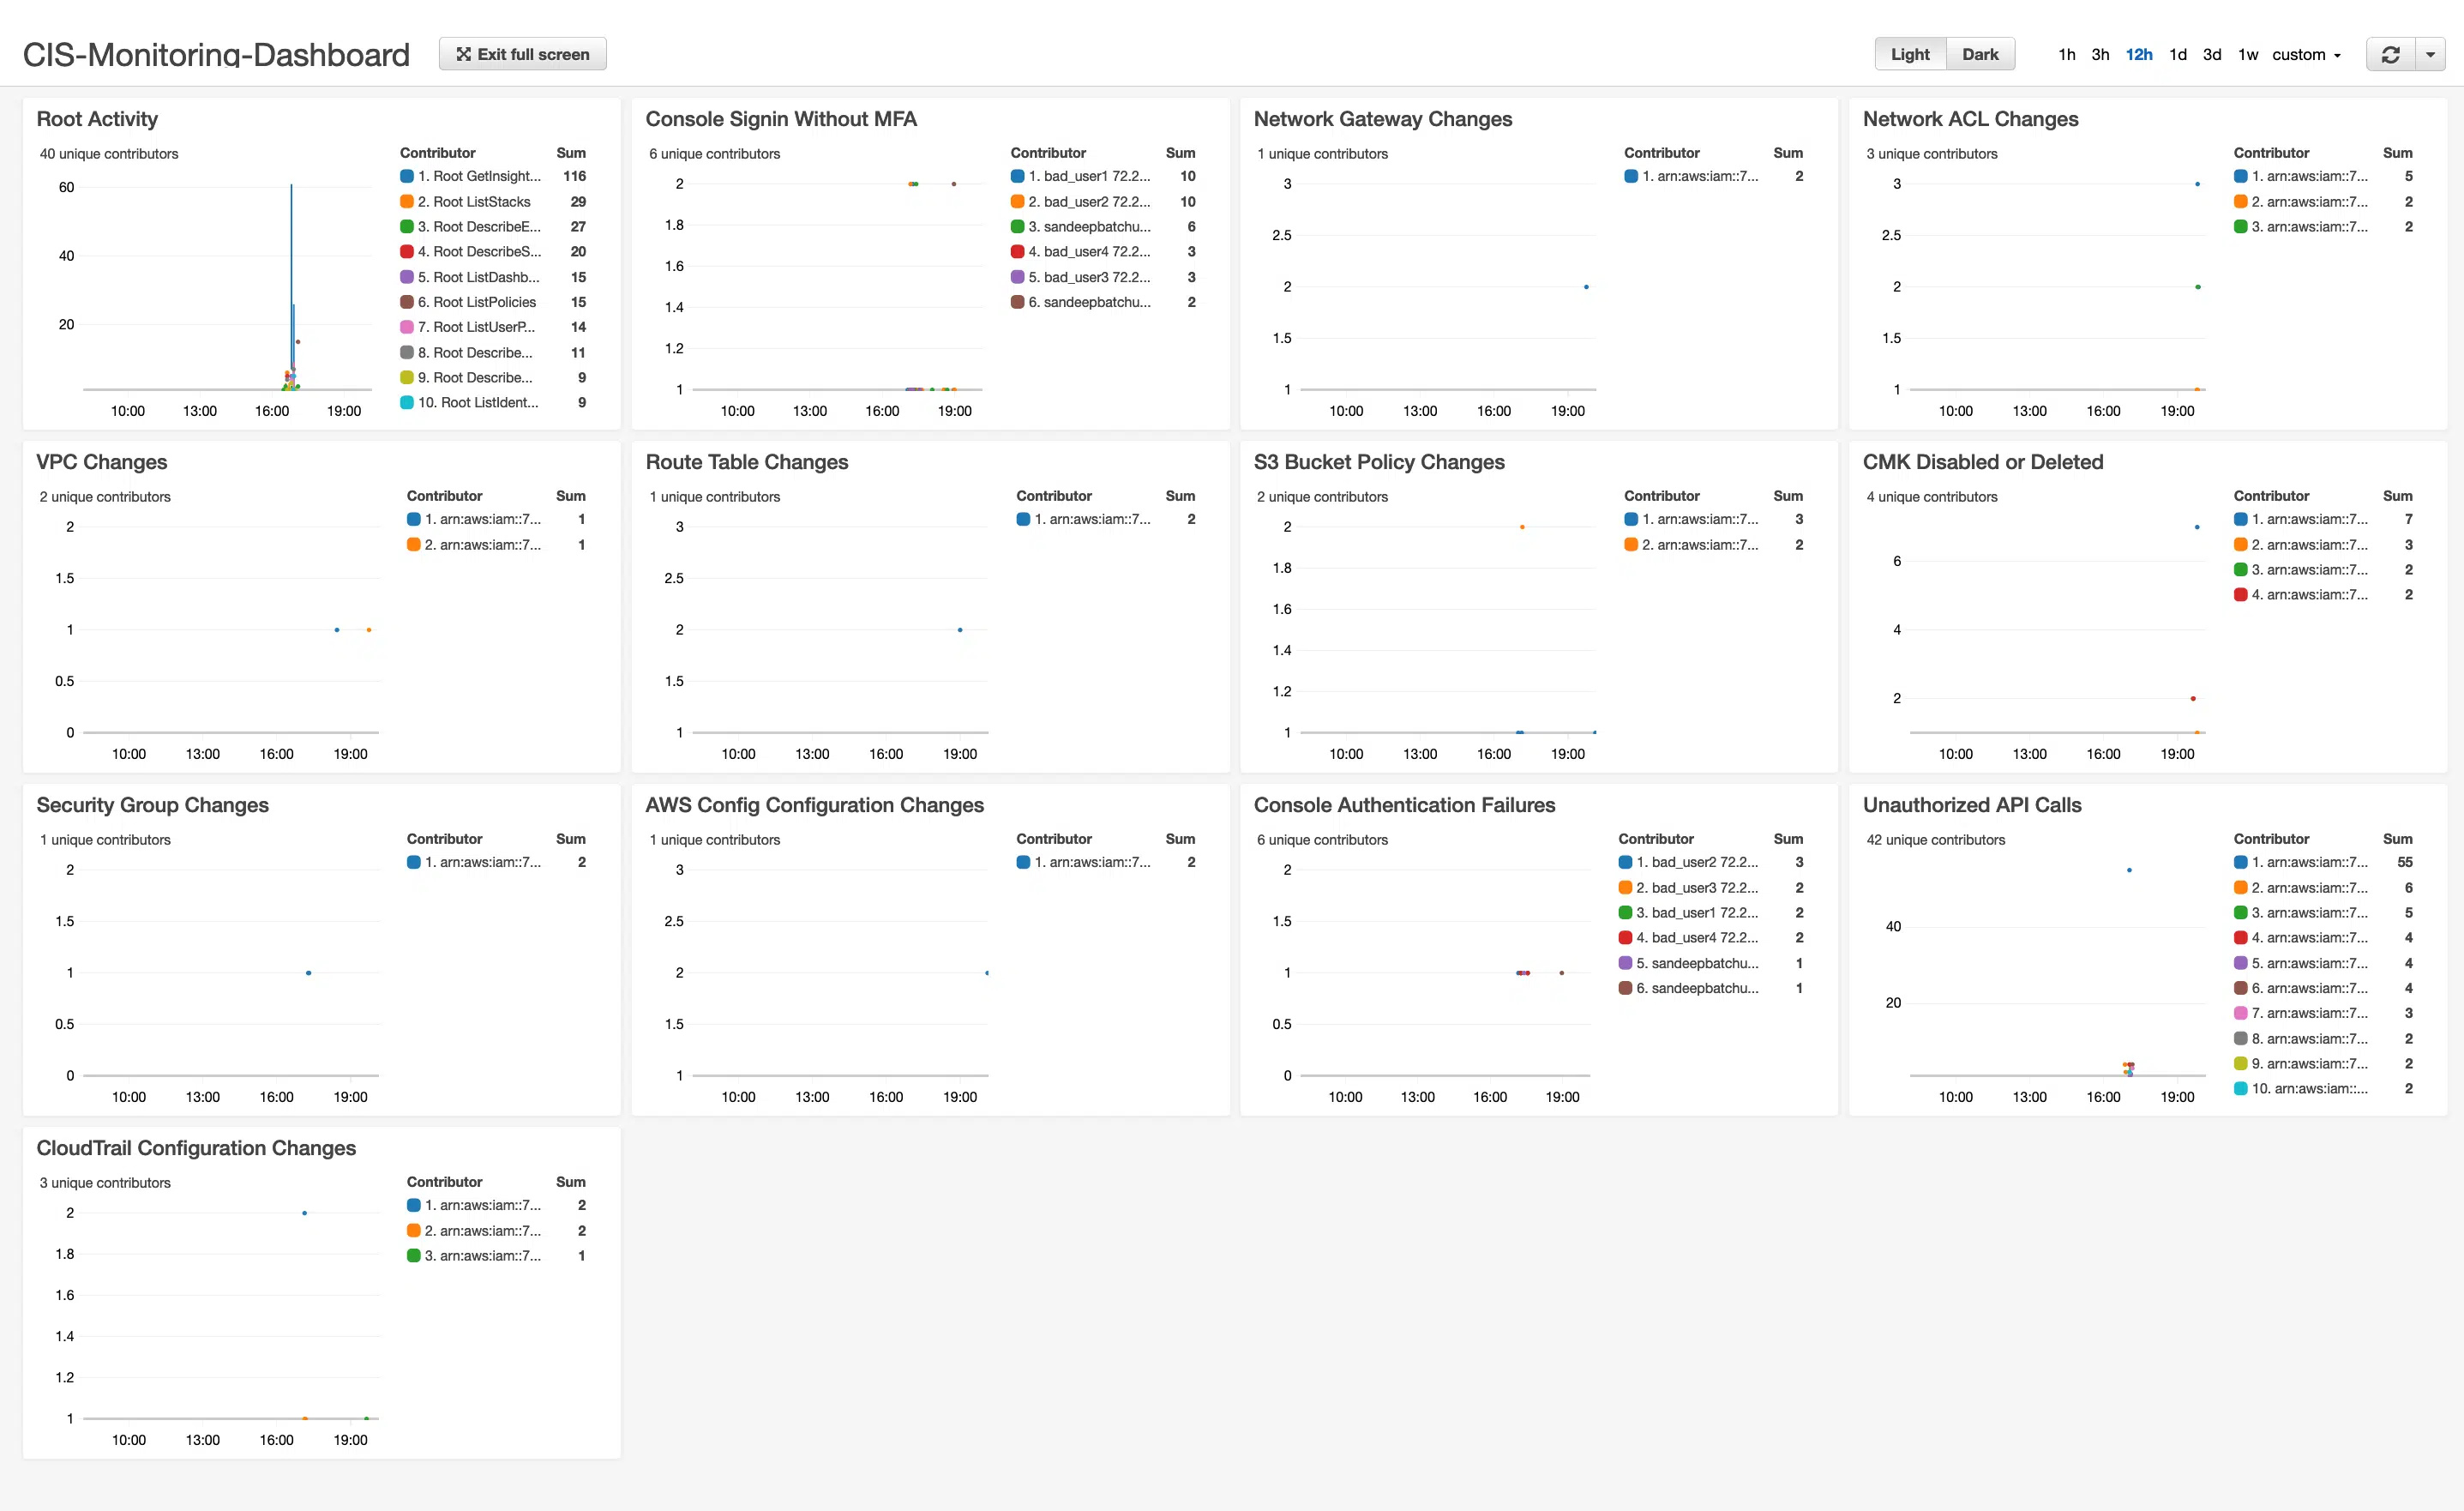 CIS-Monitoring-Dashboard
Exit full screen
Light Dark
1h 3h 12h 1d 3d 1w custom
Root Activity
40 unique contributors
Contributor Sum
1. Root GetInsight... 116
2. Root ListStacks 29
3. Root DescribeE... 27
4. Root DescribeS... 20
5. Root ListDashb... 15
6. Root ListPolicies 15
7. Root ListUserP... 14
8. Root Describe... 11
9. Root Describe... 9
10. Root ListIdent... 9
60
40
20
10:00 13:00 16:00 19:00
Console Signin Without MFA
6 unique contributors
Contributor Sum
1. bad_user1 72.2... 10
2. bad_user2 72.2... 10
3. sandeepbatchu... 6
4. bad_user4 72.2... 3
5. bad_user3 72.2... 3
6. sandeepbatchu... 2
2
1.8
1.6
1.4
1.2
1
10:00 13:00 16:00 19:00
Network Gateway Changes
1 unique contributors
Contributor Sum
1. arn:aws:iam::7... 2
3
2.5
2
1.5
1
10:00 13:00 16:00 19:00
Network ACL Changes
3 unique contributors
Contributor Sum
1. arn:aws:iam::7... 5
2. arn:aws:iam::7... 2
3. arn:aws:iam::7... 2
3
2.5
2
1.5
1
10:00 13:00 16:00 19:00
VPC Changes
2 unique contributors
Contributor Sum
1. arn:aws:iam::7... 1
2. arn:aws:iam::7... 1
2
1.5
1
0.5
0
10:00 13:00 16:00 19:00
Route Table Changes
1 unique contributors
Contributor Sum
1. arn:aws:iam::7... 2
3
2.5
2
1.5
1
10:00 13:00 16:00 19:00
S3 Bucket Policy Changes
2 unique contributors
Contributor Sum
1. arn:aws:iam::7... 3
2. arn:aws:iam::7... 2
2
1.8
1.6
1.4
1.2
1
10:00 13:00 16:00 19:00
CMK Disabled or Deleted
4 unique contributors
Contributor Sum
1. arn:aws:iam::7... 7
2. arn:aws:iam::7... 3
3. arn:aws:iam::7... 2
4. arn:aws:iam::7... 2
6
4
2
10:00 13:00 16:00 19:00
Security Group Changes
1 unique contributors
Contributor Sum
1. arn:aws:iam::7... 2
2
1.5
1
0.5
0
10:00 13:00 16:00 19:00
AWS Config Configuration Changes
1 unique contributors
Contributor Sum
1. arn:aws:iam::7... 2
3
2.5
2
1.5
1
10:00 13:00 16:00 19:00
Console Authentication Failures
6 unique contributors
Contributor Sum
1. bad_user2 72.2... 3
2. bad_user3 72.2... 2
3. bad_user1 72.2... 2
4. bad_user4 72.2... 2
5. sandeepbatchu... 1
6. sandeepbatchu... 1
2
1.5
1
0.5
0
10:00 13:00 16:00 19:00
Unauthorized API Calls
42 unique contributors
Contributor Sum
1. arn:aws:iam::7... 55
2. arn:aws:iam::7... 6
3. arn:aws:iam::7... 5
4. arn:aws:iam::7... 4
5. arn:aws:iam::7... 4
6. arn:aws:iam::7... 4
7. arn:aws:iam::7... 3
8. arn:aws:iam::7... 2
9. arn:aws:iam::7... 2
10. arn:aws:iam::... 2
40
20
10:00 13:00 16:00 19:00
CloudTrail Configuration Changes
3 unique contributors
Contributor Sum
1. arn:aws:iam::7... 2
2. arn:aws:iam::7... 2
3. arn:aws:iam::7... 1
2
1.8
1.6
1.4
1.2
1
10:00 13:00 16:00 19:00